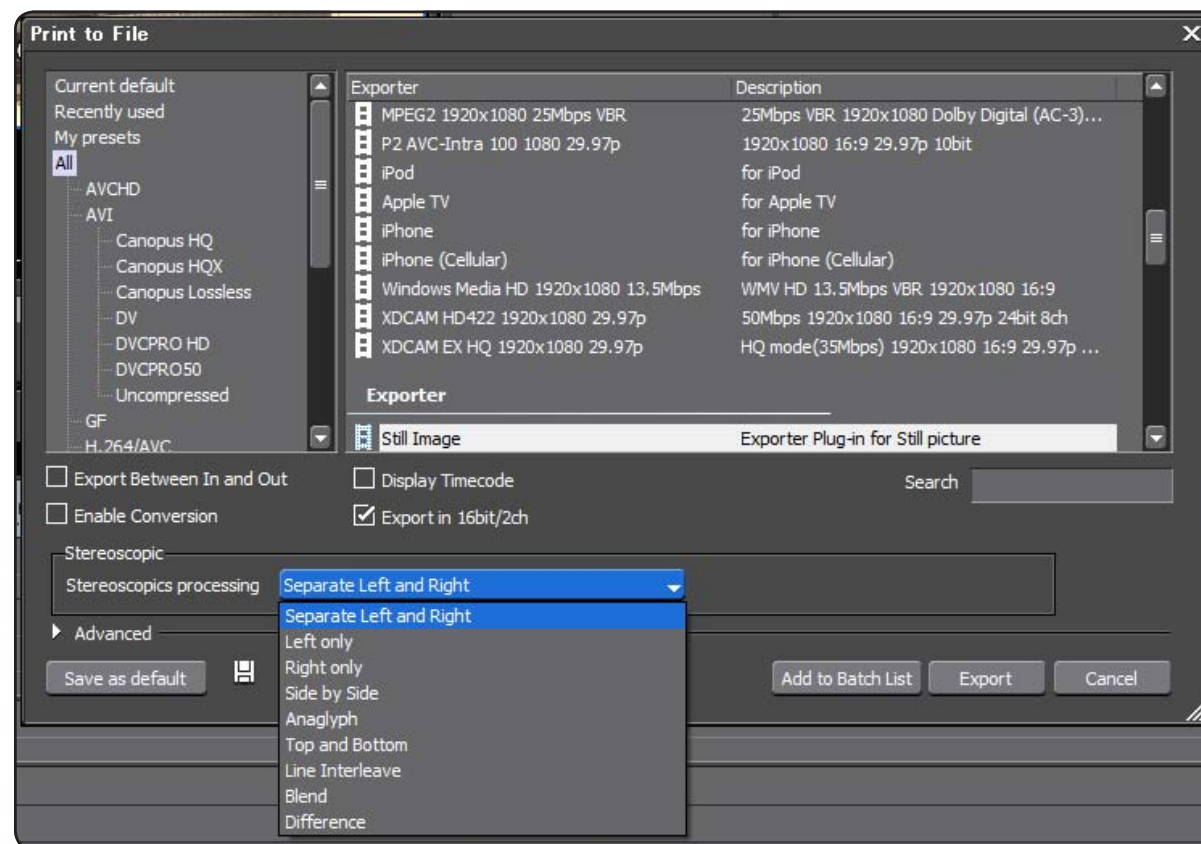 Print to File
Current default
Recently used
My presets
All
AVCHD
AVI
Canopus HQ
Canopus HQX
Canopus Lossless
DV
DVCPRO HD
DVCPRO50
Uncompressed
GF
H.264/AVC
Exporter Description
MPEG2 1920x1080 25Mbps VBR 25Mbps VBR 1920x1080 Dolby Digital (AC-3)...
P2 AVC-Intra 100 1080 29.97p 1920x1080 16:9 29.97p 10bit
iPod for iPod
Apple TV for Apple TV
iPhone for iPhone
iPhone (Cellular) for iPhone (Cellular)
Windows Media HD 1920x1080 13.5Mbps WMV HD 13.5Mbps VBR 1920x1080 16:9
XDCAM HD422 1920x1080 29.97p 50Mbps 1920x1080 16:9 29.97p 24bit 8ch
XDCAM EX HQ 1920x1080 29.97p HQ mode(35Mbps) 1920x1080 16:9 29.97p ...
Exporter
Still Image Exporter Plug-in for Still picture
Export Between In and Out Display Timecode Search
Enable Conversion Export in 16bit/2ch
Stereoscopic
Stereoscopics processing Separate Left and Right
Separate Left and Right
Left only
Right only
Side by Side
Anaglyph
Top and Bottom
Line Interleave
Blend
Difference
Advanced
Save as default Add to Batch List Export Cancel